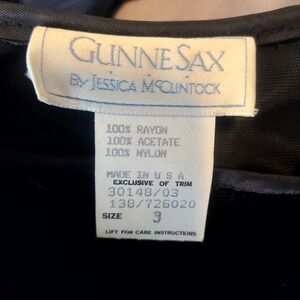 GUNNE SAX
BY JESSICA McCLINTOCK
100% RAYON
100% ACETATE
100% NYLON
MADE IN U S A
EXCLUSIVE OF TRIM
30148/03
138/726020
SIZE 3
LIFT FOR CARE INSTRUCTIONS